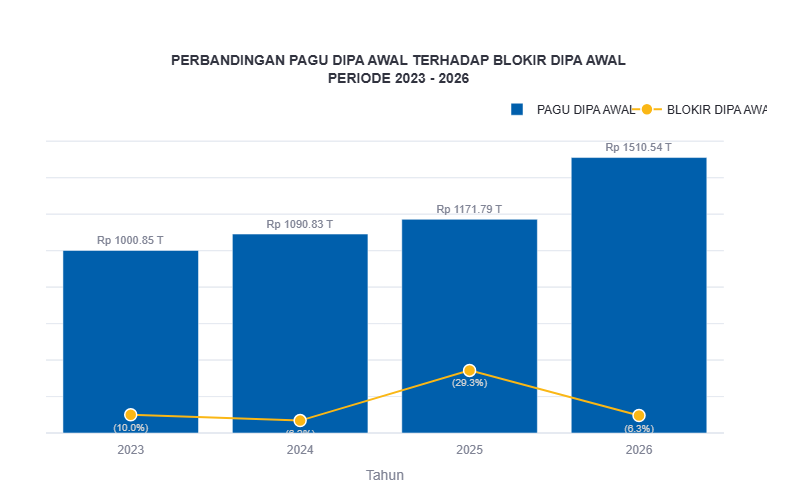 PERBANDINGAN PAGU DIPA AWAL TERHADAP BLOKIR DIPA AWAL
PERIODE 2023 - 2026
PAGU DIPA AWAL BLOKIR DIPA AWA
Rp 1510.54 T
Rp 1171.79 T
Rp 1090.83 T
Rp 1000.85 T
(29.3%)
(10.0%)
(6.3%)
2023 2024 2025 2026
Tahun